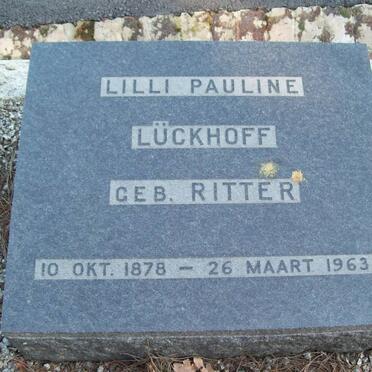 LILLI PAULINE
LÜCKHOFF
GEB. RITTER
10 OKT. 1878 — 26 MAART 1963